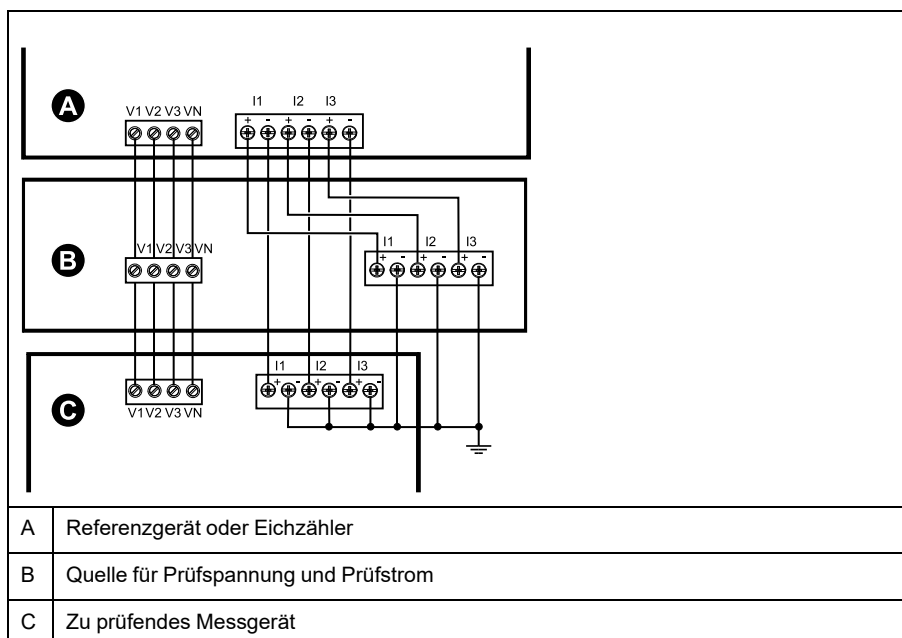 A
V1 V2 V3 VN
I1 I2 I3
+ - + - + -
B
V1 V2 V3 VN
I1 I2 I3
+ - + - + -
C
I1 I2 I3
+ - + - + -
V1 V2 V3 VN
A Referenzgerät oder Eichzähler
B Quelle für Prüfspannung und Prüfstrom
C Zu prüfendes Messgerät